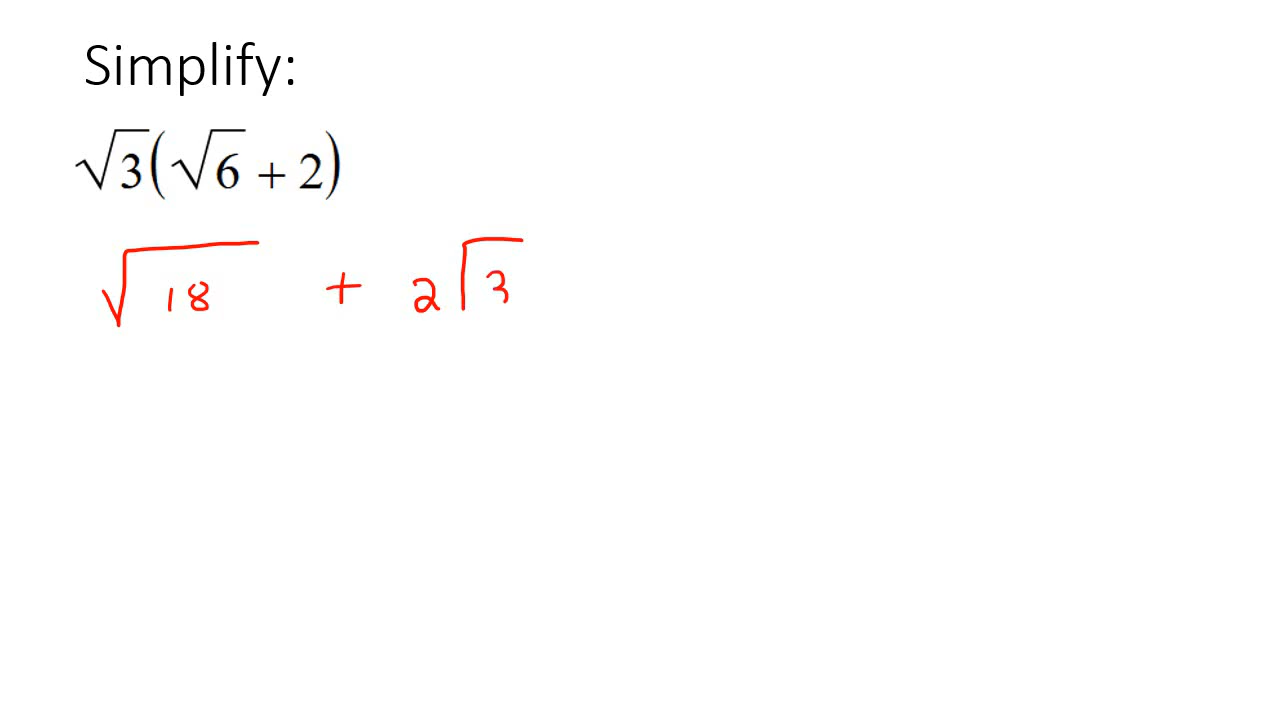 Simplify:
√3(√6 + 2)
√18 + 2√3